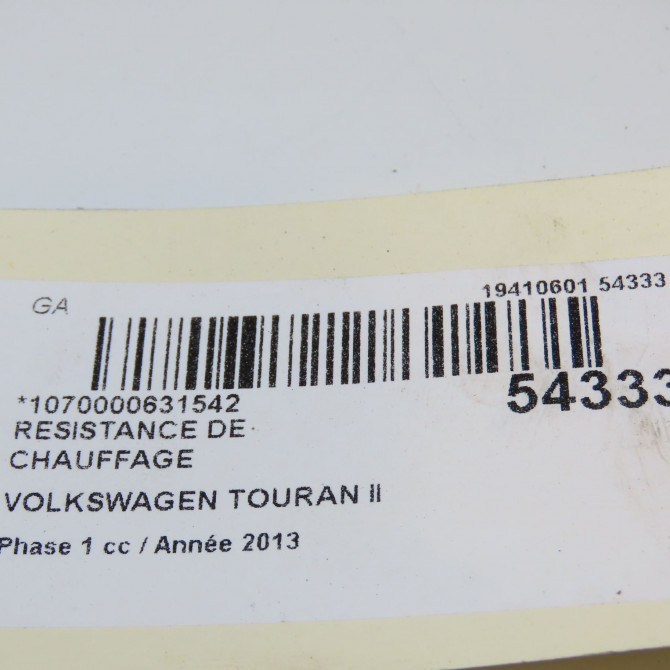 GA
19410601 54333
*1070000631542
54333
RESISTANCE DE
CHAUFFAGE
VOLKSWAGEN TOURAN II
Phase 1 cc / Année 2013